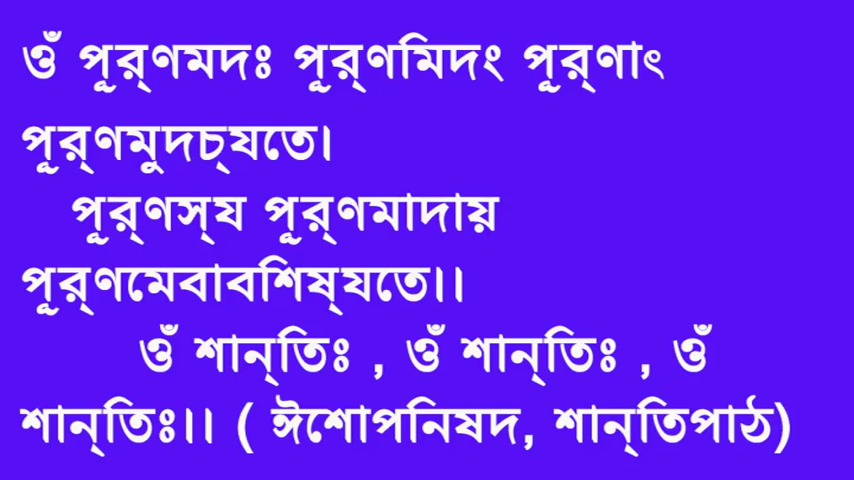 ওঁ পূর্ণমদঃ পূর্ণমিদং পূর্ণাৎ
পূর্ণমুদচ্যতে।
পূর্ণস্য পূর্ণমাদায়
পূর্ণমেবাবশিষ্যতে।।
ওঁ শান্তিঃ , ওঁ শান্তিঃ , ওঁ
শান্তিঃ।। ( ঈশোপনিষদ, শান্তিপাঠ)